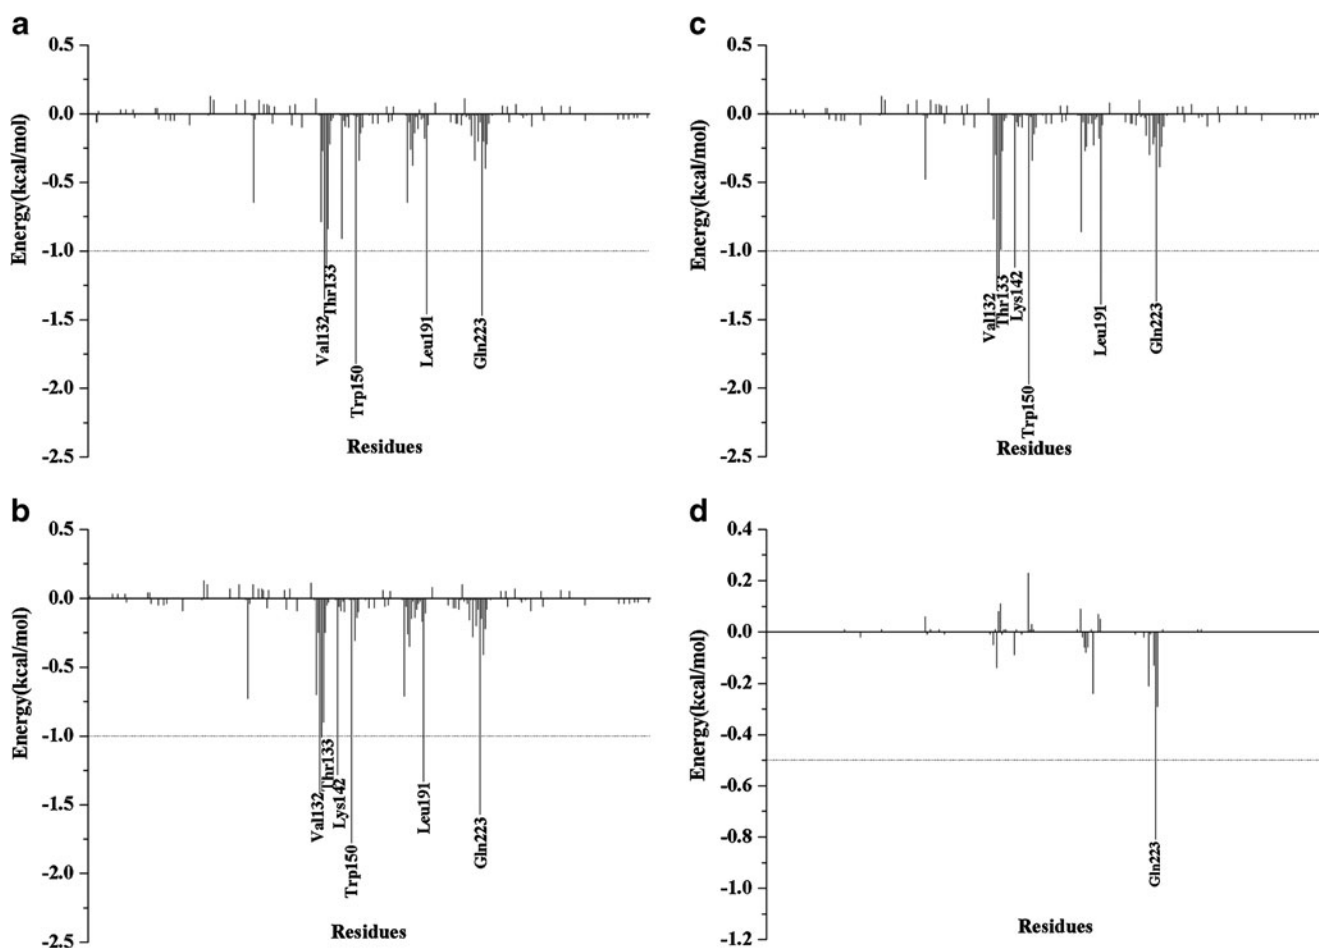 a
0.5
0.0
-0.5
-1.0
-1.5
-2.0
-2.5
Energy(kcal/mol)
Val132
Thr133
Trp150
Leu191
Gln223
Residues
c
0.5
0.0
-0.5
-1.0
-1.5
-2.0
-2.5
Energy(kcal/mol)
Val132
Thr133
Lys142
Trp150
Leu191
Gln223
Residues
b
0.5
0.0
-0.5
-1.0
-1.5
-2.0
-2.5
Energy(kcal/mol)
Val132
Thr133
Lys142
Trp150
Leu191
Gln223
Residues
d
0.4
0.2
0.0
-0.2
-0.4
-0.6
-0.8
-1.0
-1.2
Energy(kcal/mol)
Gln223
Residues